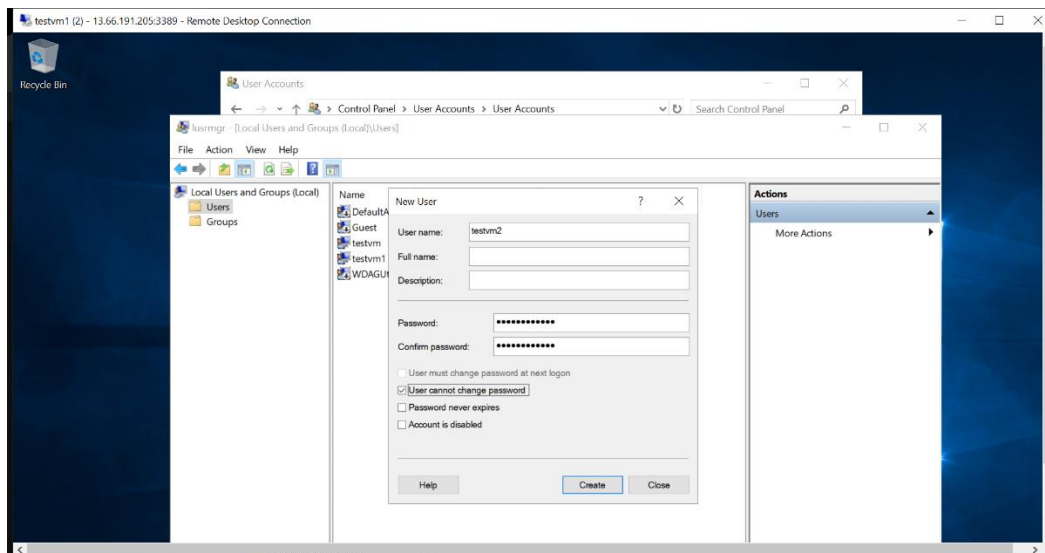 testvm1 (2) - 13.66.191.205:3389 - Remote Desktop Connection
Recycle Bin
User Accounts
Control Panel > User Accounts > User Accounts
Search Control Panel
lusrmgr - [Local Users and Groups (Local)\Users]
File Action View Help
Local Users and Groups (Local)
Users
Groups
Name
DefaultA
Guest
testvm
testvm1
WDAGUt
New User
?
User name: testvm2
Full name:
Description:
Password: ••••••••••••
Confirm password: ••••••••••••
User must change password at next logon
User cannot change password
Password never expires
Account is disabled
Help Create Close
Actions
Users
More Actions